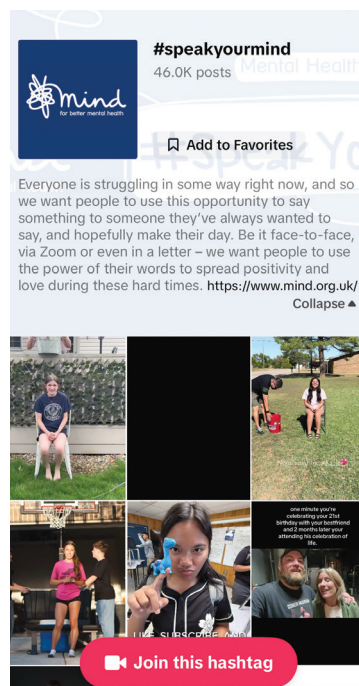 #speakyourmind
46.0K posts
Mental Health
mind
for better mental health
Add to Favorites
#Speak Yo
Everyone is struggling in some way right now, and so
we want people to use this opportunity to say
something to someone they've always wanted to
say, and hopefully make their day. Be it face-to-face,
via Zoom or even in a letter – we want people to use
the power of their words to spread positivity and
love during these hard times. https://www.mind.org.uk/
Collapse
one minute you're
celebrating your 21st
birthday with your bestfriend
and 2 months later your
attending his celebration of
life.
LIKE, SUBSCRIBE, AND
Join this hashtag